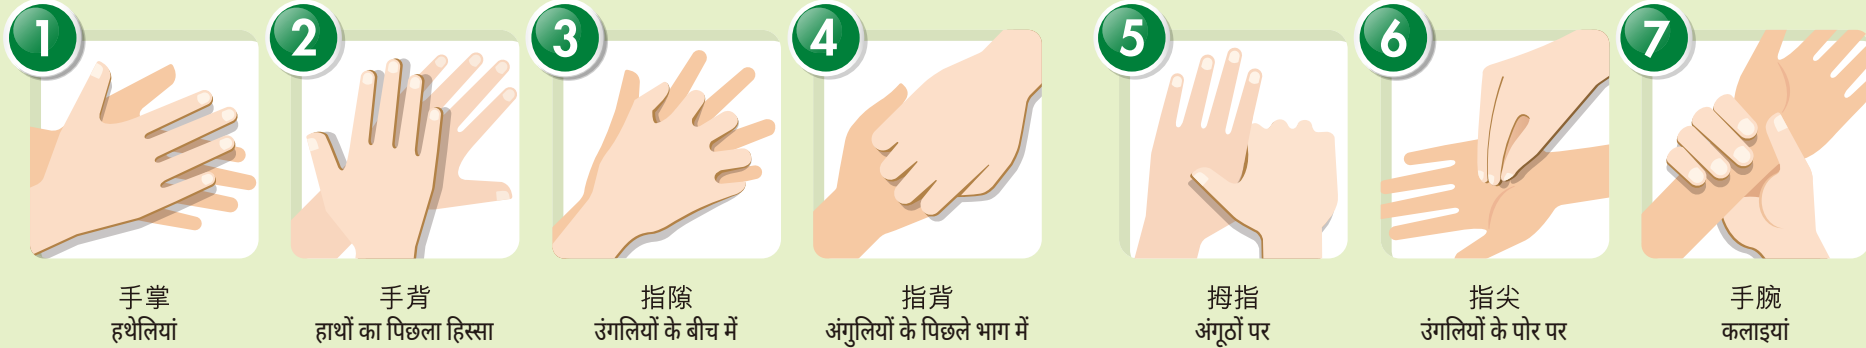 1
手掌
हथेलियां
2
手背
हाथों का पिछला हिस्सा
3
指隙
उंगलियों के बीच में
4
指背
अंगुलियों के पिछले भाग में
5
拇指
अंगूठों पर
6
指尖
उंगलियों के पोर पर
7
手腕
कलाइयां